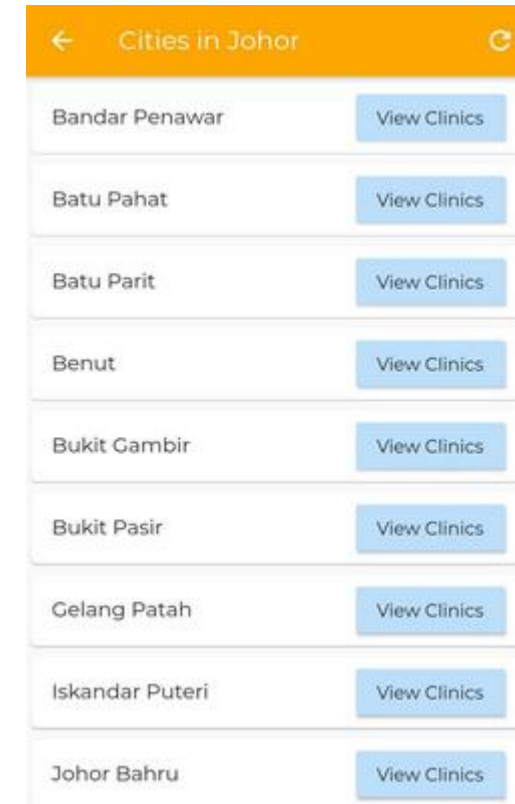 Cities in Johor
Bandar Penawar View Clinics
Batu Pahat View Clinics
Batu Parit View Clinics
Benut View Clinics
Bukit Gambir View Clinics
Bukit Pasir View Clinics
Gelang Patah View Clinics
Iskandar Puteri View Clinics
Johor Bahru View Clinics